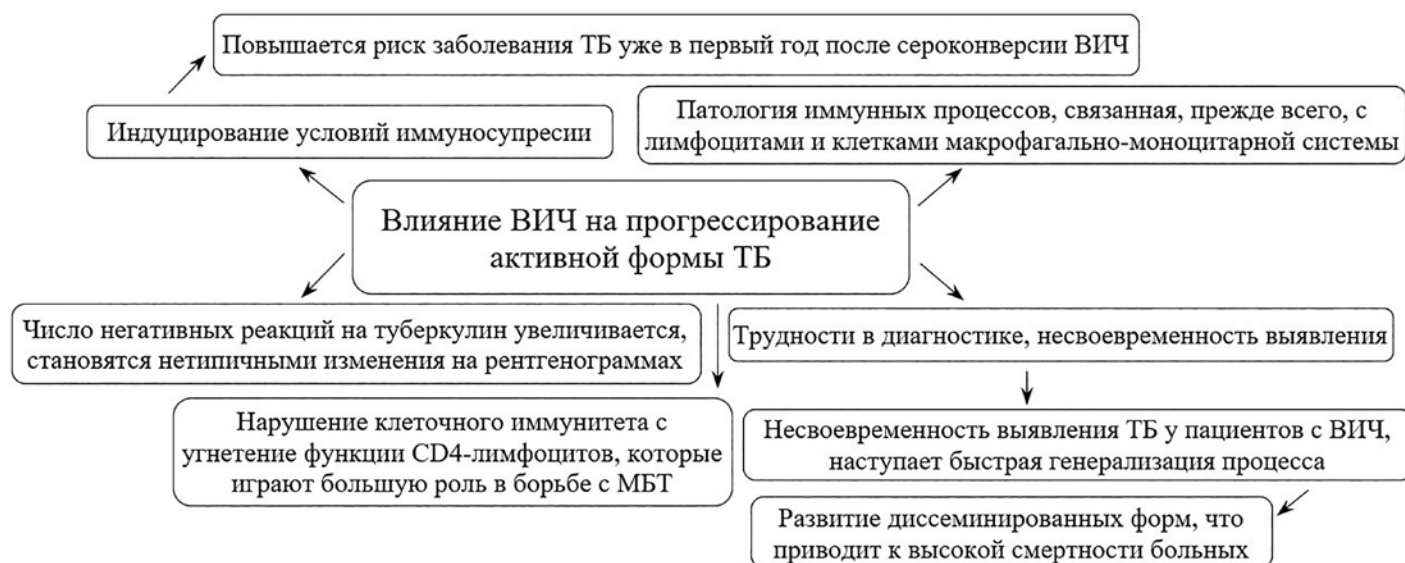 Повышается риск заболевания ТБ уже в первый год после сероконверсии ВИЧ
Индуцирование условий иммуносупресии
Патология иммунных процессов, связанная, прежде всего, с
лимфоцитами и клетками макрофагально-моноцитарной системы
Влияние ВИЧ на прогрессирование
активной формы ТБ
Число негативных реакций на туберкулин увеличивается,
становятся нетипичными изменения на рентгенограммах
Трудности в диагностике, несвоевременность выявления
Нарушение клеточного иммунитета с
угнетение функции CD4-лимфоцитов, которые
играют большую роль в борьбе с МБТ
Несвоевременность выявления ТБ у пациентов с ВИЧ,
наступает быстрая генерализация процесса
Развитие диссеминированных форм, что
приводит к высокой смертности больных